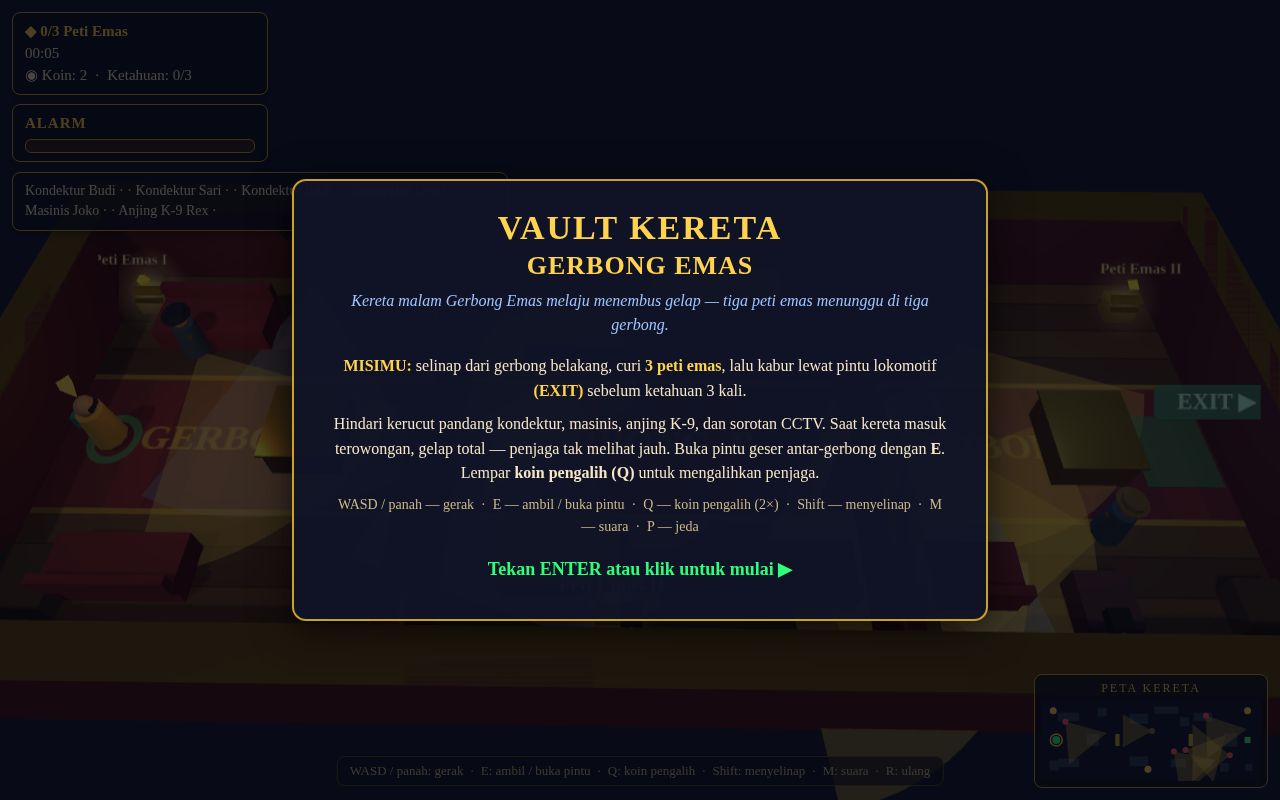 ◆ 0/3 Peti Emas
00:05
◉ Koin: 2 · Ketahuan: 0/3
ALARM
Kondektur Budi · · Kondektur Sari · ·
Masinis Joko · · Anjing K-9 Rex ·
Peti Emas I
Peti Emas II
VAULT KERETA
GERBONG EMAS
Kereta malam Gerbong Emas melaju menembus gelap — tiga peti emas menunggu di tiga
gerbong.
MISIMU: selinap dari gerbong belakang, curi 3 peti emas, lalu kabur lewat pintu lokomotif
(EXIT) sebelum ketahuan 3 kali.
EXIT ▶
Hindari kerucut pandang kondektur, masinis, anjing K-9, dan sorotan CCTV. Saat kereta masuk
terowongan, gelap total — penjaga tak melihat jauh. Buka pintu geser antar-gerbong dengan E.
Lempar koin pengalih (Q) untuk mengalihkan penjaga.
WASD / panah — gerak · E — ambil / buka pintu · Q — koin pengalih (2×) · Shift — menyelinap · M
— suara · P — jeda
Tekan ENTER atau klik untuk mulai ▶
PETA KERETA
WASD / panah: gerak · E: ambil / buka pintu · Q: koin pengalih · Shift: menyelinap · M: suara · R: ulang